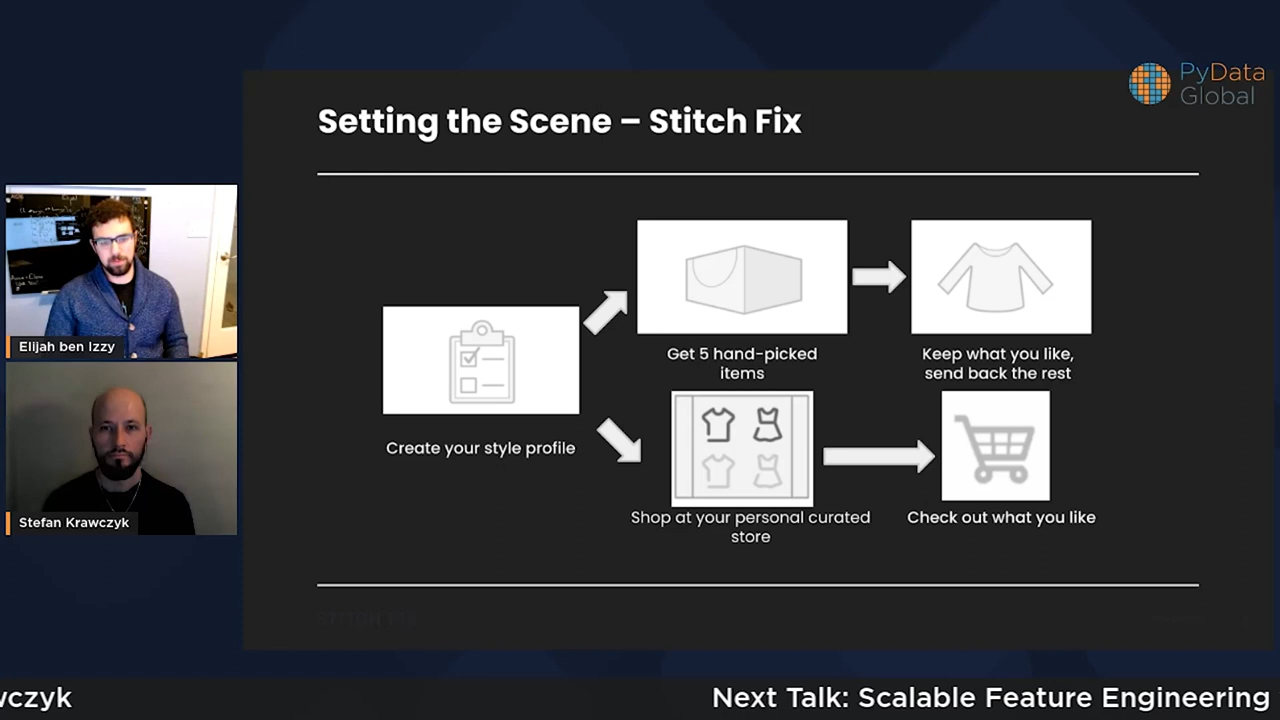 PyData
Global
Setting the Scene – Stitch Fix
Elijah ben Izzy
Stefan Krawczyk
Create your style profile
Get 5 hand-picked
items
Keep what you like,
send back the rest
Shop at your personal curated
store
Check out what you like
STITCH FIX
wczyk
Next Talk: Scalable Feature Engineering